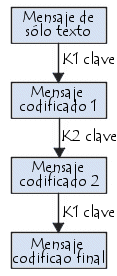 Mensaje de
sólo texto
K1 clave
Mensaje
codificado 1
K2 clave
Mensaje
codificado 2
K1 clave
Mensaje
codificao final